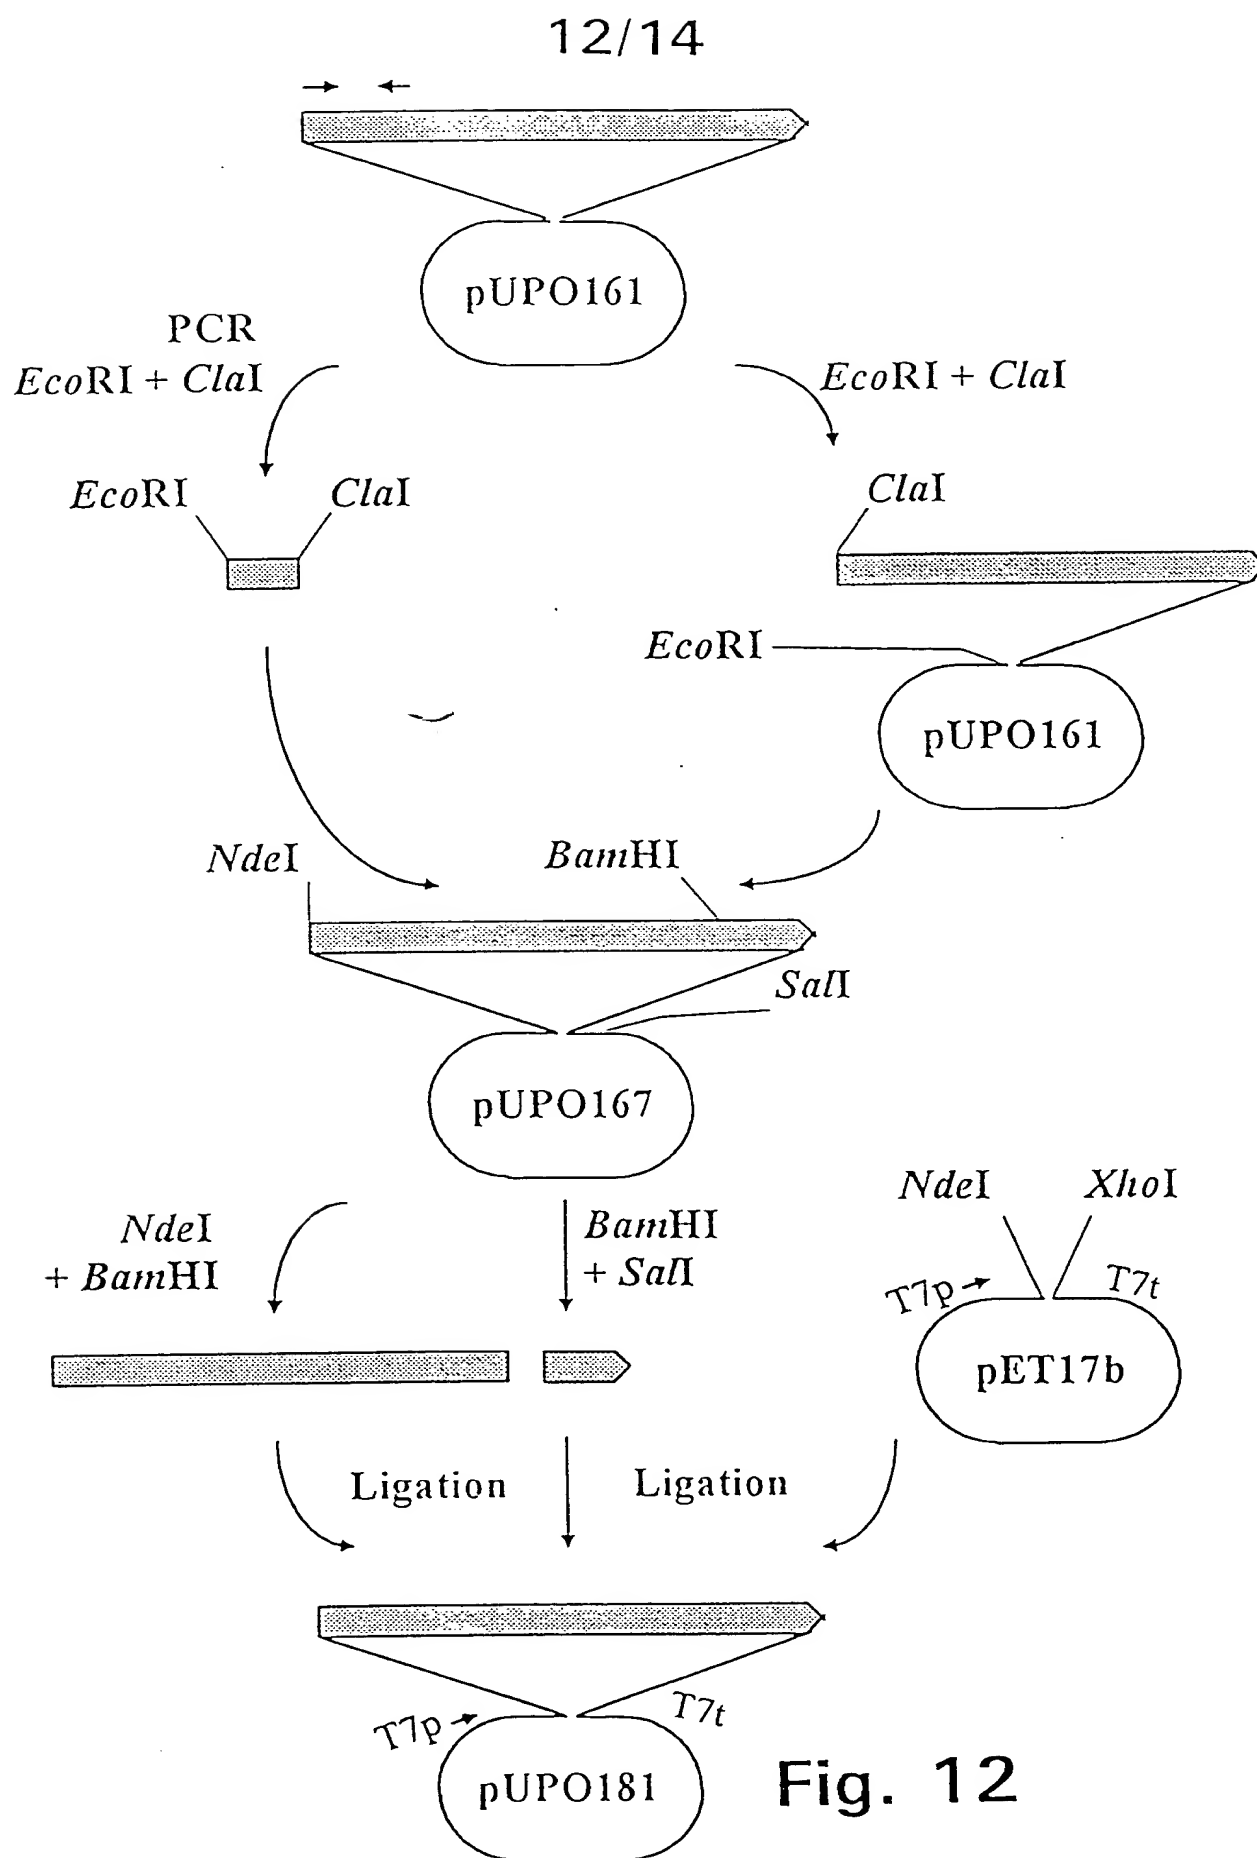 12/14
pUPO161
PCR
EcoRI + ClaI
EcoRI + ClaI
EcoRI
ClaI
ClaI
EcoRI
pUPO161
NdeI
BamHI
SalI
pUPO167
NdeI
+ BamHI
BamHI
+ SalI
NdeI
XhoI
T7p
T7t
pET17b
Ligation
Ligation
T7p
T7t
pUPO181
Fig. 12